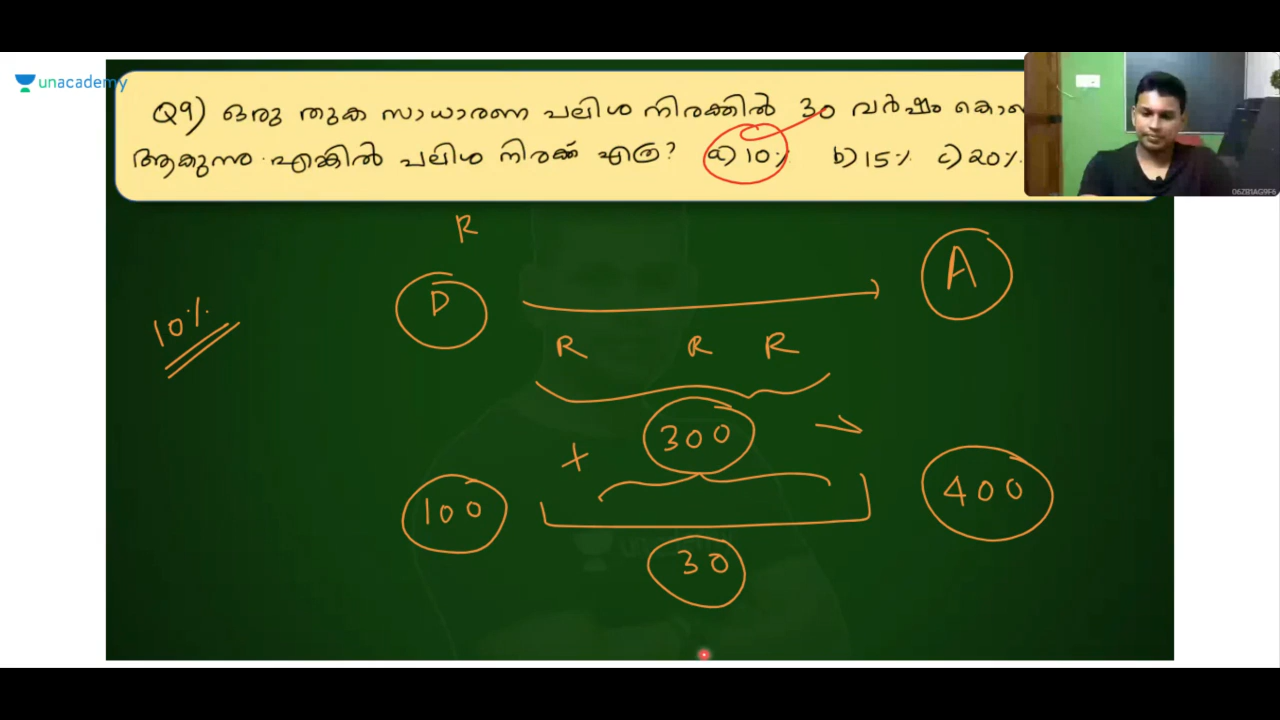 unacademy
Q9) ഒരു തുക സാധാരണ പലിശ നിരക്കിൽ 30 വർഷം
ആകുന്നു എങ്കിൽ പലിശ നിരക്ക് എത്ര? a) 10% b) 15% c) 20%
06ZB1AG9F6
R
P A
10%
R R R
+ 300
100 400
30